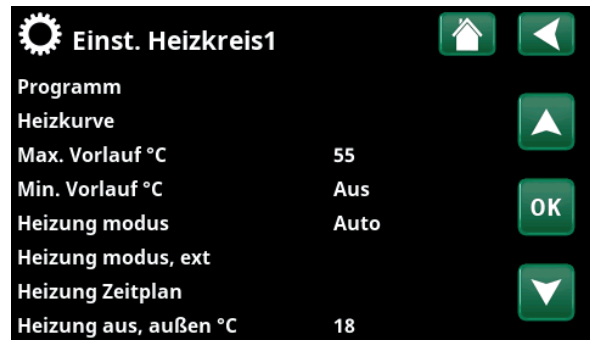 Einst. Heizkreis1
Programm
Heizkurve
Max. Vorlauf °C 55
Min. Vorlauf °C Aus
Heizung modus Auto
Heizung modus, ext
Heizung Zeitplan
Heizung aus, außen °C 18
OK